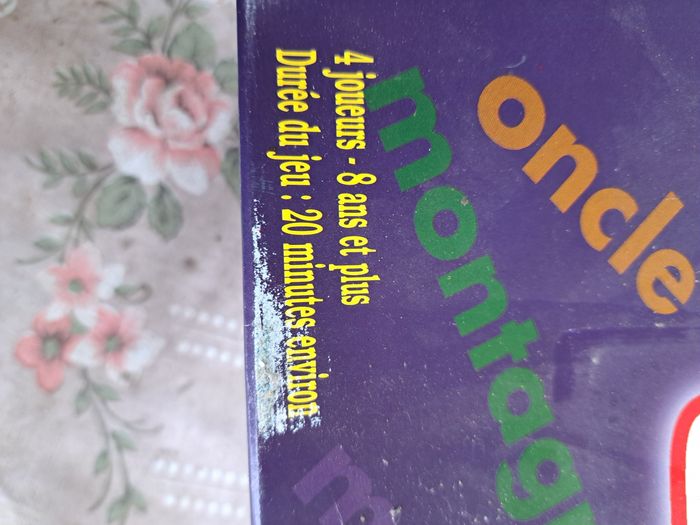 4 joueurs - 8 ans et plus
Durée du jeu : 20 minutes environ
oncle
montag
m